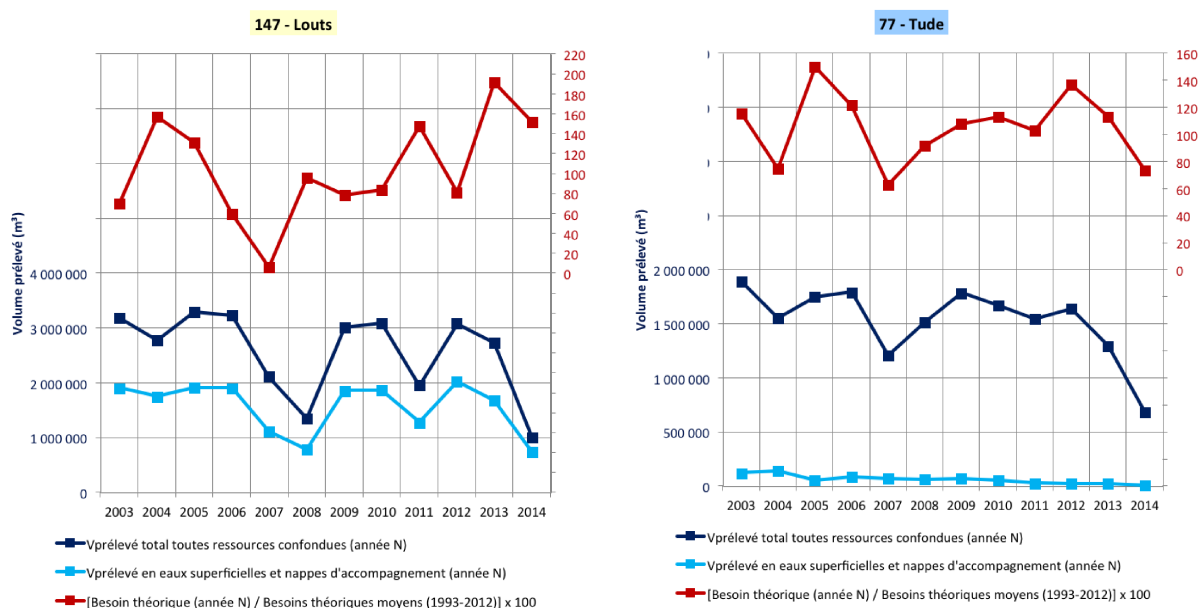 147 - Louts
220
200
180
160
140
120
100
80
60
40
20
0
Volume prélevé (m³)
4 000 000
3 000 000
2 000 000
1 000 000
0
2003 2004 2005 2006 2007 2008 2009 2010 2011 2012 2013 2014
Vprélevé total toutes ressources confondues (année N)
Vprélevé en eaux superficielles et nappes d'accompagnement (année N)
[Besoin théorique (année N) / Besoins théoriques moyens (1993-2012)] x 100
77 - Tude
160
140
120
100
80
60
40
20
0
Volume prélevé (m³)
2 000 000
1 500 000
1 000 000
500 000
0
2003 2004 2005 2006 2007 2008 2009 2010 2011 2012 2013 2014
Vprélevé total toutes ressources confondues (année N)
Vprélevé en eaux superficielles et nappes d'accompagnement (année N)
[Besoin théorique (année N) / Besoins théoriques moyens (1993-2012)] x 100